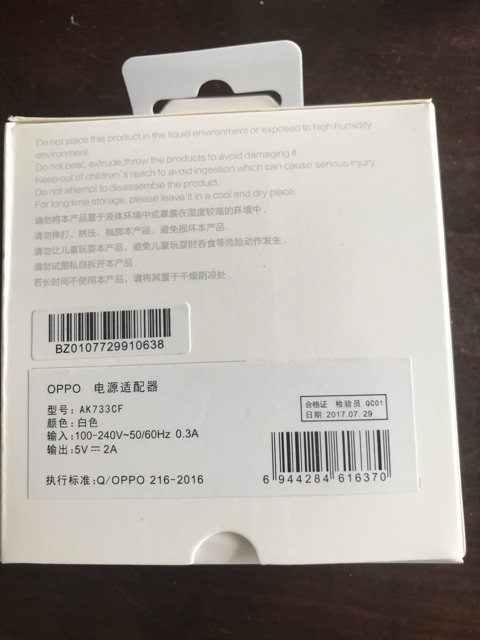 Do not place this product in the liquid environment or exposed to high humidity
environment.
Do not beat, extrude,throw the products to avoid damaging it
Keep out of children's reach to avoid ingestion which can cause serious injury.
Do not attempt to disassemble the product.
For long time storage, please leave it in a cool and dry place.
请勿将本产品置于液体环境中或暴露在湿度较高的环境中.
请勿摔打、挤压、抛掷本产品，避免损坏本产品
请勿让儿童玩耍本产品，避免儿童玩耍时吞食等危险动作发生.
请勿试图私自拆开本产品.
若长时间不使用本产品，请将其置于干燥阴凉处.
BZ0107729910638
OPPO 电源适配器
型号: AK733CF
颜色: 白色
输入:100-240V~50/60Hz 0.3A
输出:5V⎓2A
执行标准:Q/OPPO 216-2016
合格证 检验员 QC01
日期: 2017.07.29
6 944284 616370